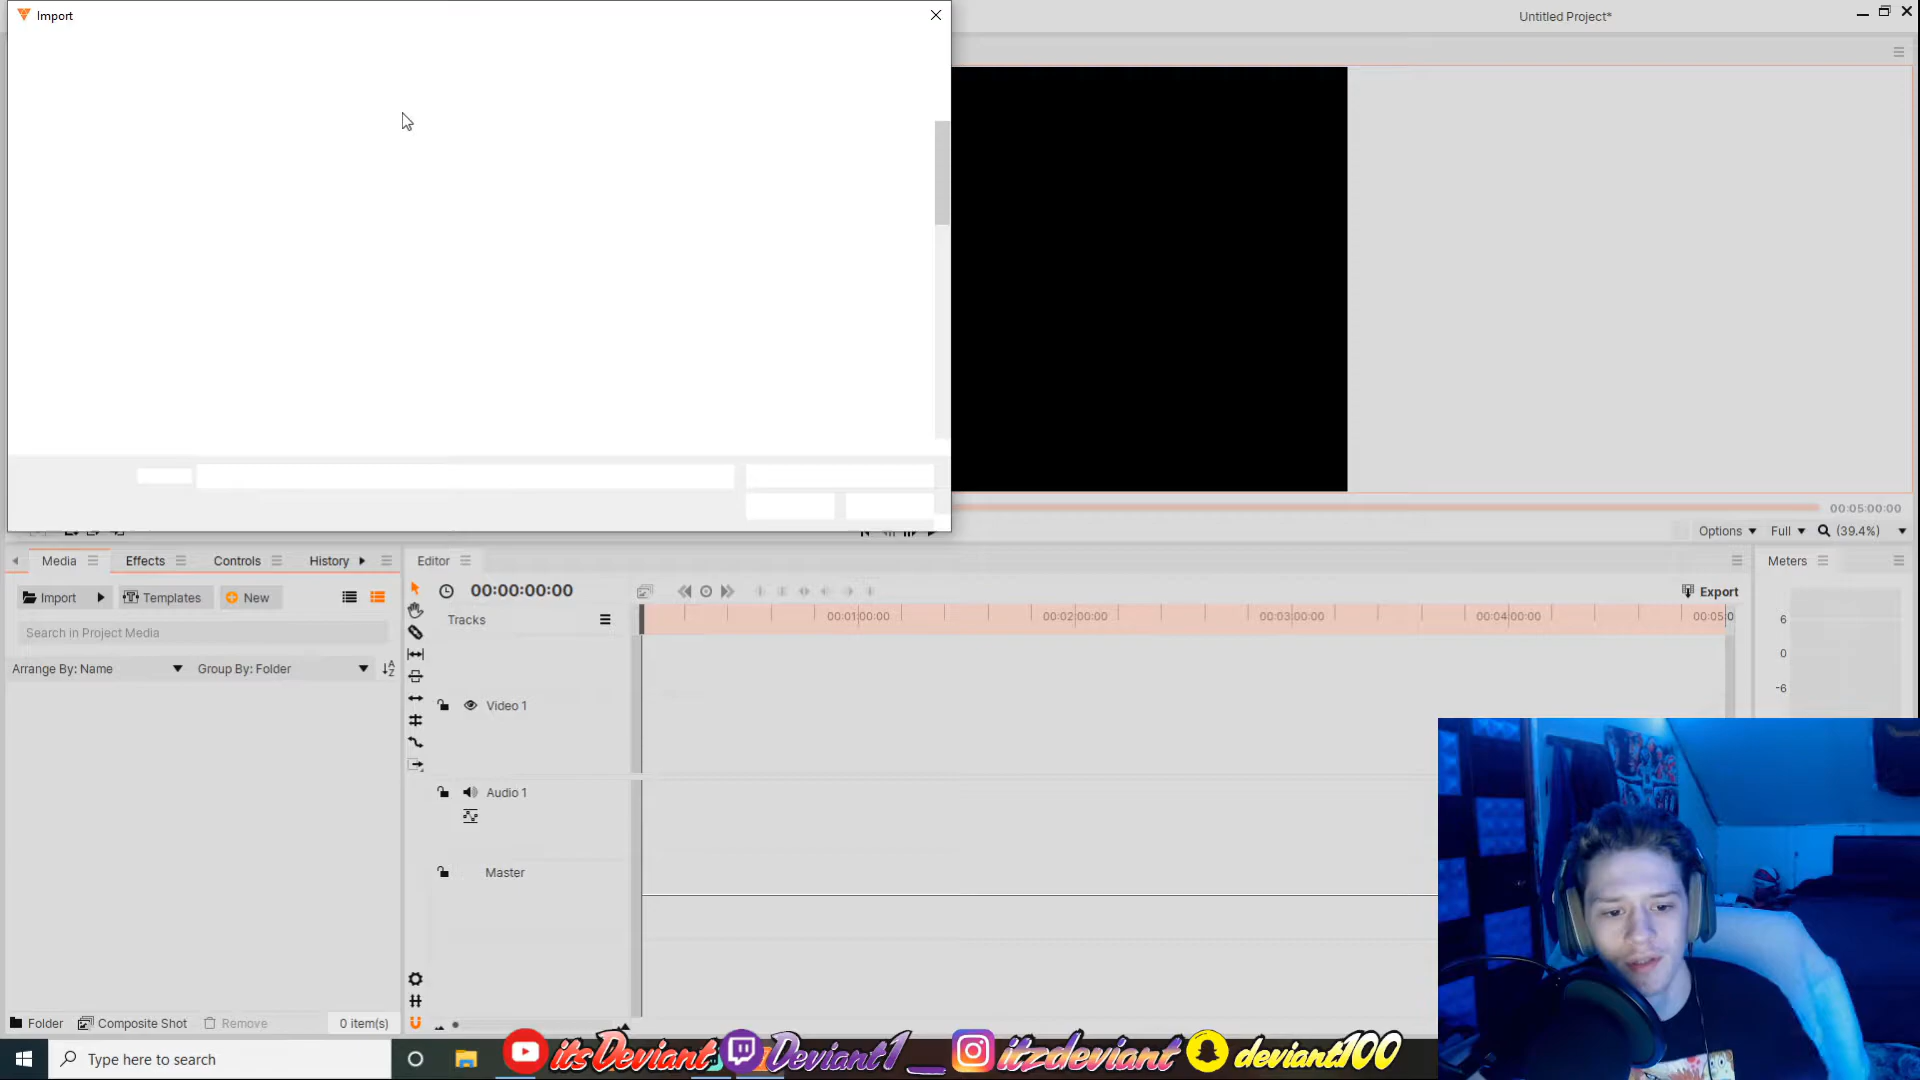 Import
Untitled Project*
00:05:00:00
Options
Full
(39.4%)
Media
Effects
Controls
History
Editor
Meters
Import
Templates
New
00:00:00:00
Export
Search in Project Media
Tracks
00:01:00:00
00:02:00:00
00:03:00:00
00:04:00:00
00:05:0
6
0
-6
Arrange By: Name
Group By: Folder
Video 1
Audio 1
Master
Folder
Composite Shot
Remove
0 item(s)
Type here to search
itsDeviant
Deviant1__
itzdeviant
deviant100